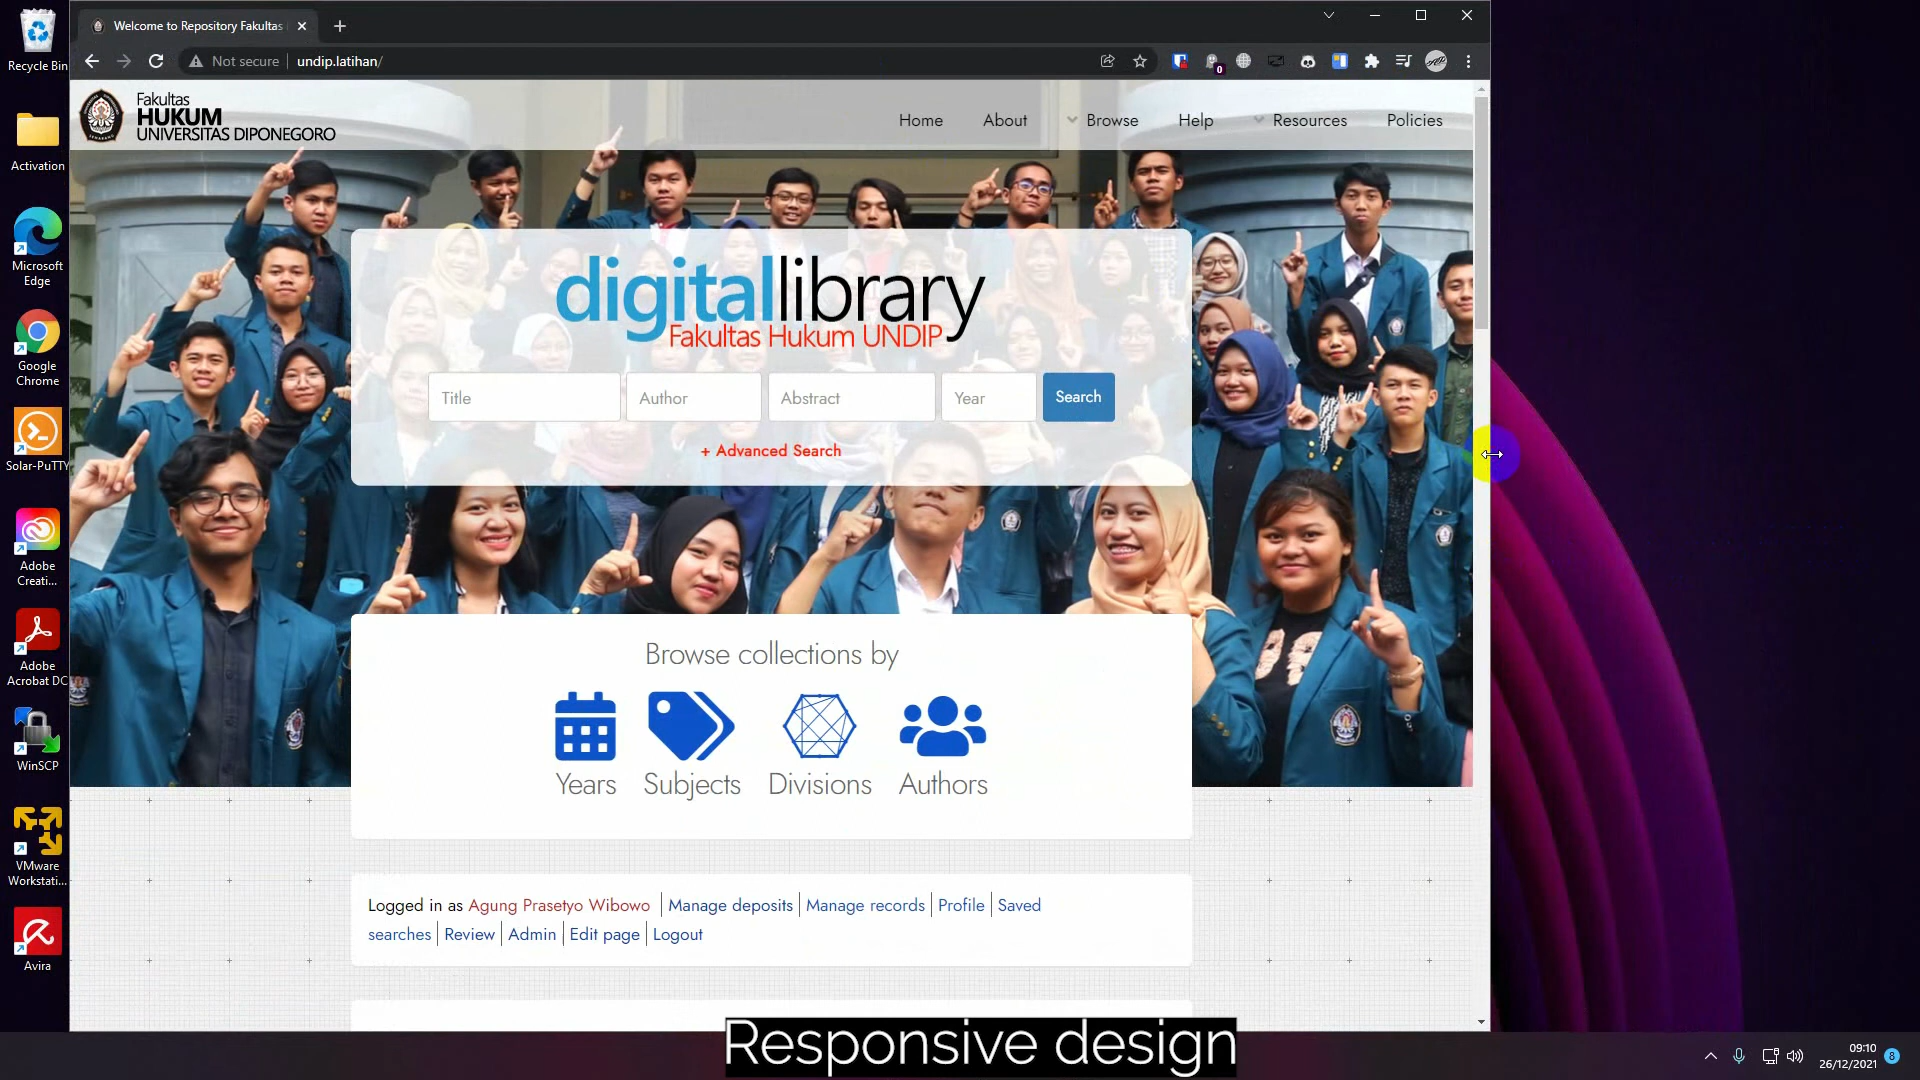 Welcome to Repository Fakultas
Not secure
undip.latihan/
0
Recycle Bin
Activation
Microsoft
Edge
Google
Chrome
Solar-PuTTY
Adobe
Creati...
Adobe
Acrobat DC
WinSCP
VMware
Workstati...
Avira
Fakultas
HUKUM
UNIVERSITAS DIPONEGORO
Home
About
Browse
Help
Resources
Policies
digitallibrary
Fakultas Hukum UNDIP
Title
Author
Abstract
Year
Search
+ Advanced Search
Browse collections by
Years
Subjects
Divisions
Authors
Logged in as Agung Prasetyo Wibowo | Manage deposits | Manage records | Profile | Saved
searches | Review | Admin | Edit page | Logout
Responsive design
09:10
26/12/2021
8